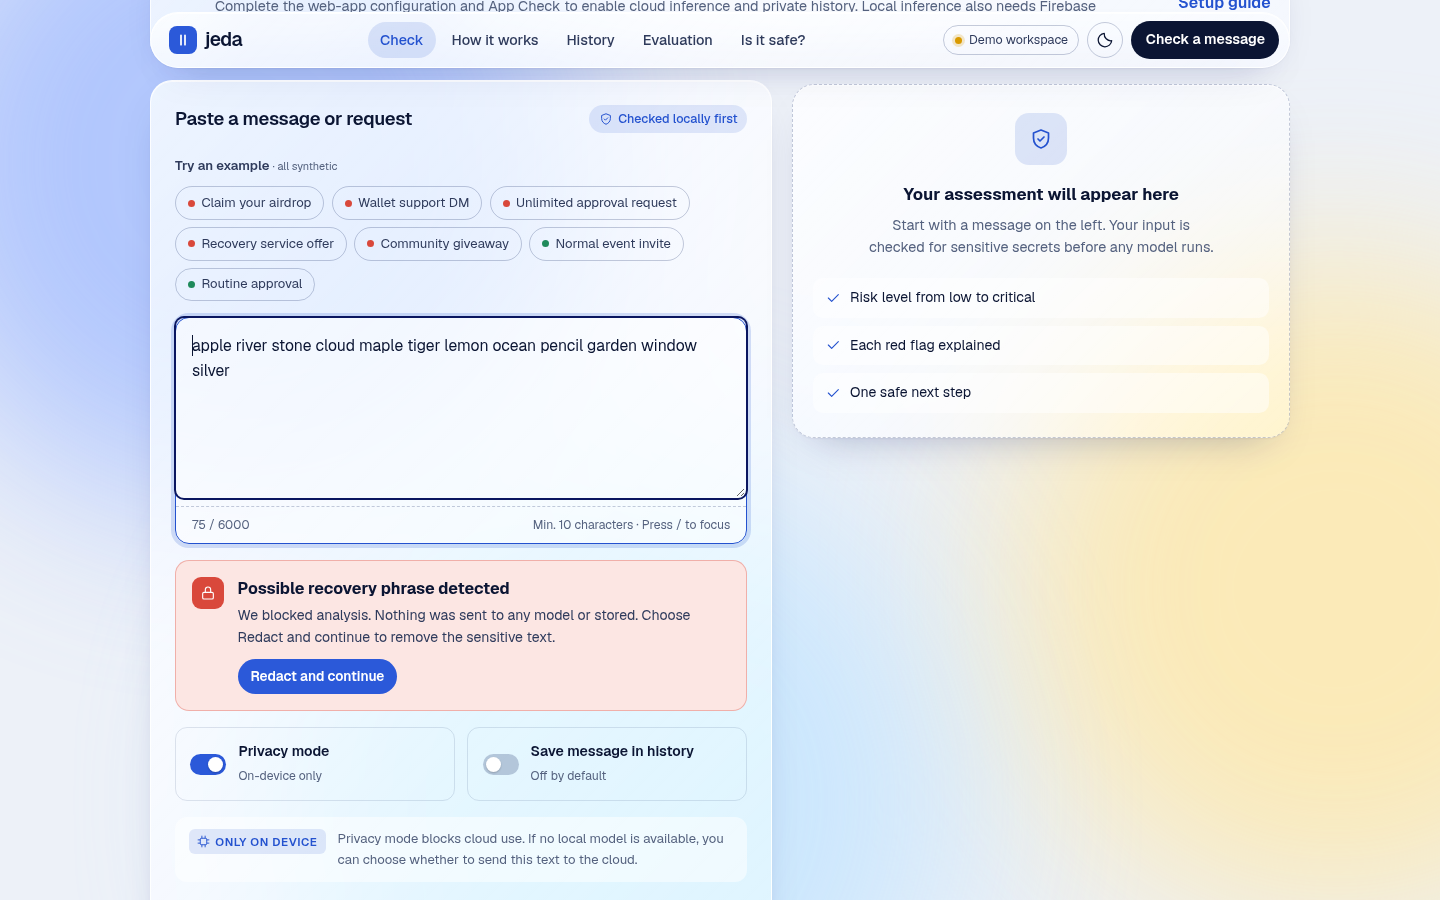 Complete the web-app configuration and App Check to enable cloud inference and private history. Local inference also needs Firebase
Setup guide
jeda
Check
How it works
History
Evaluation
Is it safe?
Demo workspace
Check a message
Paste a message or request
Checked locally first
Try an example · all synthetic
Claim your airdrop
Wallet support DM
Unlimited approval request
Recovery service offer
Community giveaway
Normal event invite
Routine approval
apple river stone cloud maple tiger lemon ocean pencil garden window
silver
75 / 6000
Min. 10 characters · Press / to focus
Possible recovery phrase detected
We blocked analysis. Nothing was sent to any model or stored. Choose
Redact and continue to remove the sensitive text.
Redact and continue
Privacy mode
On-device only
Save message in history
Off by default
ONLY ON DEVICE
Privacy mode blocks cloud use. If no local model is available, you
can choose whether to send this text to the cloud.
Your assessment will appear here
Start with a message on the left. Your input is
checked for sensitive secrets before any model runs.
Risk level from low to critical
Each red flag explained
One safe next step